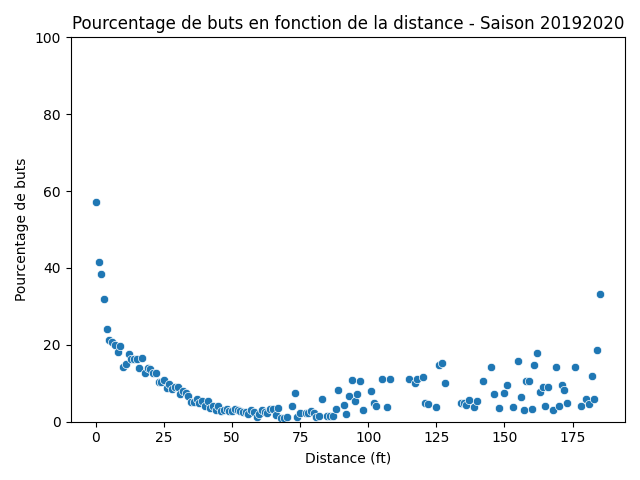 Pourcentage de buts en fonction de la distance - Saison 20192020
100
80
60
40
20
0
Pourcentage de buts
0 25 50 75 100 125 150 175
Distance (ft)